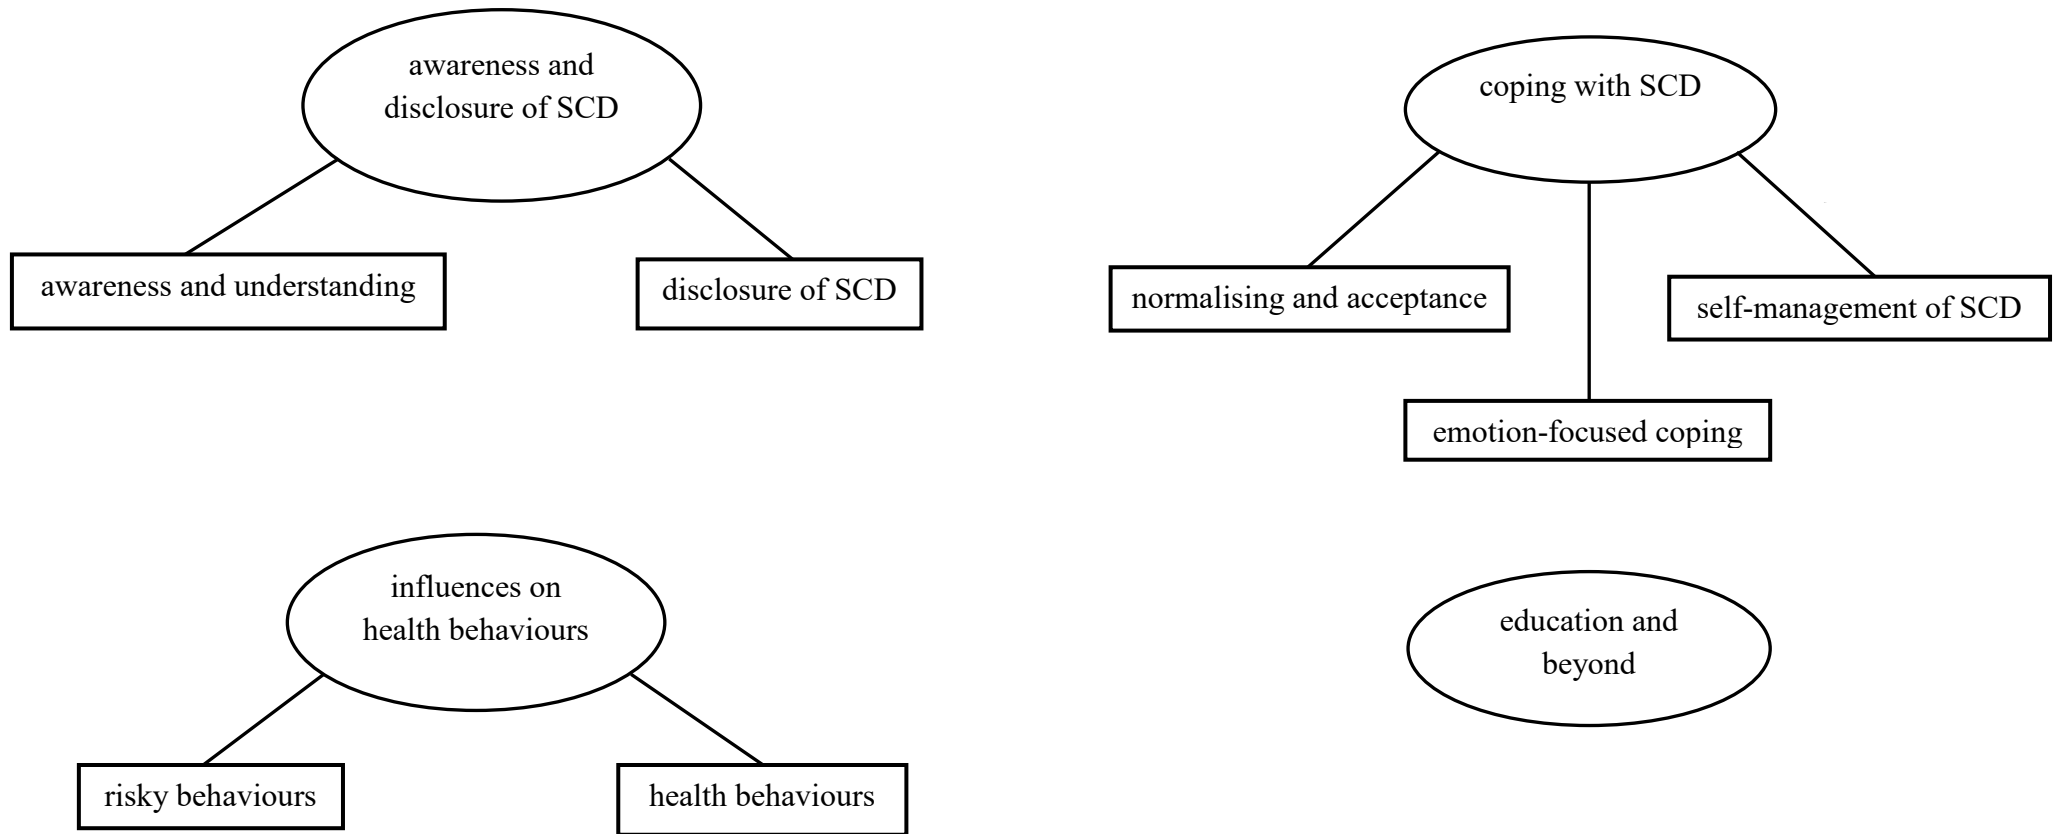 awareness and
disclosure of SCD
awareness and understanding
disclosure of SCD
coping with SCD
normalising and acceptance
self-management of SCD
emotion-focused coping
influences on
health behaviours
risky behaviours
health behaviours
education and
beyond